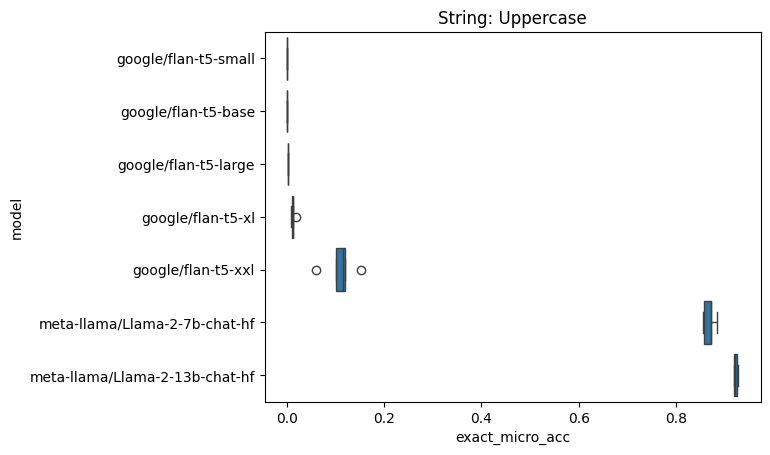 String: Uppercase
google/flan-t5-small
google/flan-t5-base
google/flan-t5-large
google/flan-t5-xl
google/flan-t5-xxl
meta-llama/Llama-2-7b-chat-hf
meta-llama/Llama-2-13b-chat-hf
model
0.0 0.2 0.4 0.6 0.8
exact_micro_acc